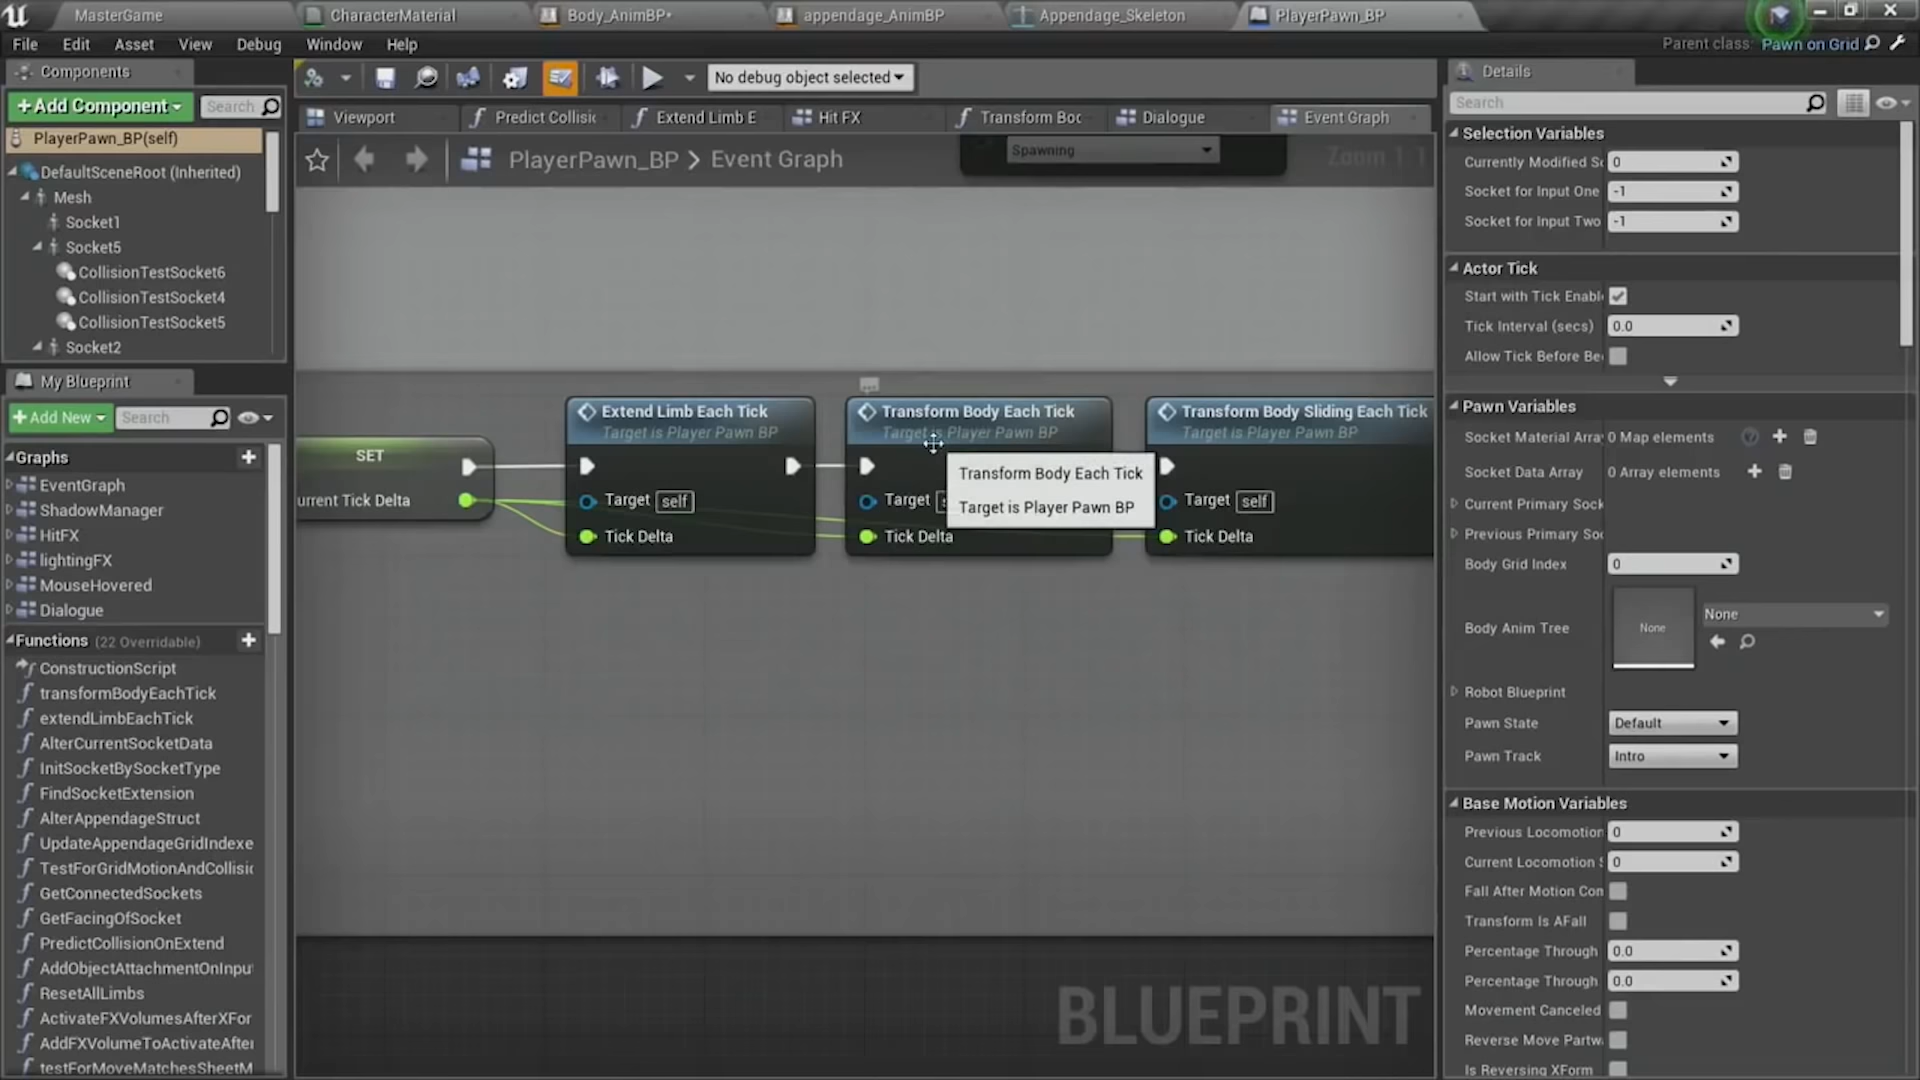 MasterGame
CharacterMaterial
Body_AnimBP*
appendage_AnimBP
Appendage_Skeleton
PlayerPawn_BP
File Edit Asset View Debug Window Help
Parent class: Pawn on Grid
Components
+Add Component
Search
PlayerPawn_BP(self)
DefaultSceneRoot (Inherited)
Mesh
Socket1
Socket5
CollisionTestSocket6
CollisionTestSocket4
CollisionTestSocket5
Socket2
My Blueprint
+Add New
Search
Graphs
EventGraph
ShadowManager
HitFX
lightingFX
MouseHovered
Dialogue
Functions (22 Overridable)
ConstructionScript
transformBodyEachTick
extendLimbEachTick
AlterCurrentSocketData
InitSocketBySocketType
FindSocketExtension
AlterAppendageStruct
UpdateAppendageGridIndexe
TestForGridMotionAndCollisic
GetConnectedSockets
GetFacingOfSocket
PredictCollisionOnExtend
AddObjectAttachmentOnInput
ResetAllLimbs
ActivateFXVolumesAfterXFor
AddFXVolumeToActivateAfter
testForMoveMatchesSheetM
No debug object selected
Viewport
Predict Collisic
Extend Limb E
Hit FX
Transform Boc
Dialogue
Event Graph
PlayerPawn_BP > Event Graph
Spawning
Zoom 1:1
SET
urrent Tick Delta
Extend Limb Each Tick
Target is Player Pawn BP
Target self
Tick Delta
Transform Body Each Tick
Target is Player Pawn BP
Target
Tick Delta
Transform Body Each Tick
Target is Player Pawn BP
Transform Body Sliding Each Tick
Target is Player Pawn BP
Target self
Tick Delta
BLUEPRINT
Details
Search
Selection Variables
Currently Modified Sc 0
Socket for Input One -1
Socket for Input Two -1
Actor Tick
Start with Tick Enabl
Tick Interval (secs) 0.0
Allow Tick Before Be
Pawn Variables
Socket Material Array 0 Map elements
Socket Data Array 0 Array elements
Current Primary Sock
Previous Primary Soc
Body Grid Index 0
Body Anim Tree None None
Robot Blueprint
Pawn State Default
Pawn Track Intro
Base Motion Variables
Previous Locomotion 0
Current Locomotion S 0
Fall After Motion Con
Transform Is AFall
Percentage Through 0.0
Percentage Through 0.0
Movement Canceled
Reverse Move Partw
Is Reversing XForm